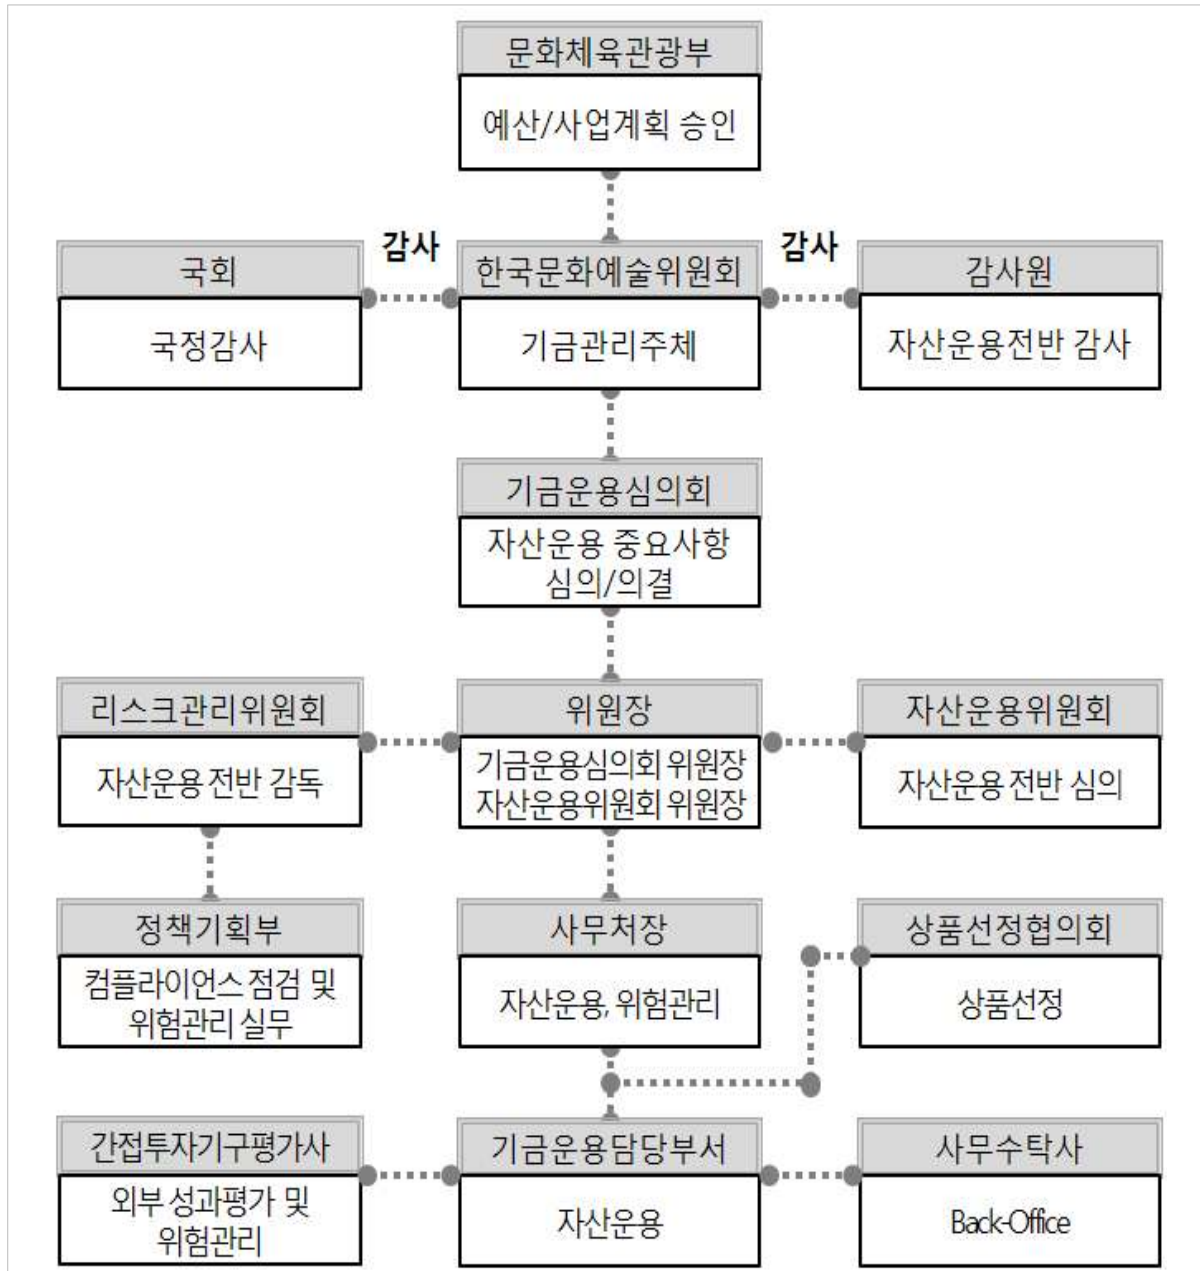 문화체육관광부
예산/사업계획 승인
국회
국정감사
감사
한국문화예술위원회
기금관리주체
감사
감사원
자산운용전반 감사
기금운용심의회
자산운용 중요사항
심의/의결
리스크관리위원회
자산운용 전반 감독
위원장
기금운용심의회 위원장
자산운용위원회 위원장
자산운용위원회
자산운용 전반 심의
정책기획부
컴플라이언스 점검 및
위험관리 실무
사무처장
자산운용, 위험관리
상품선정협의회
상품선정
간접투자기구평가사
외부 성과평가 및
위험관리
기금운용담당부서
자산운용
사무수탁사
Back-Office